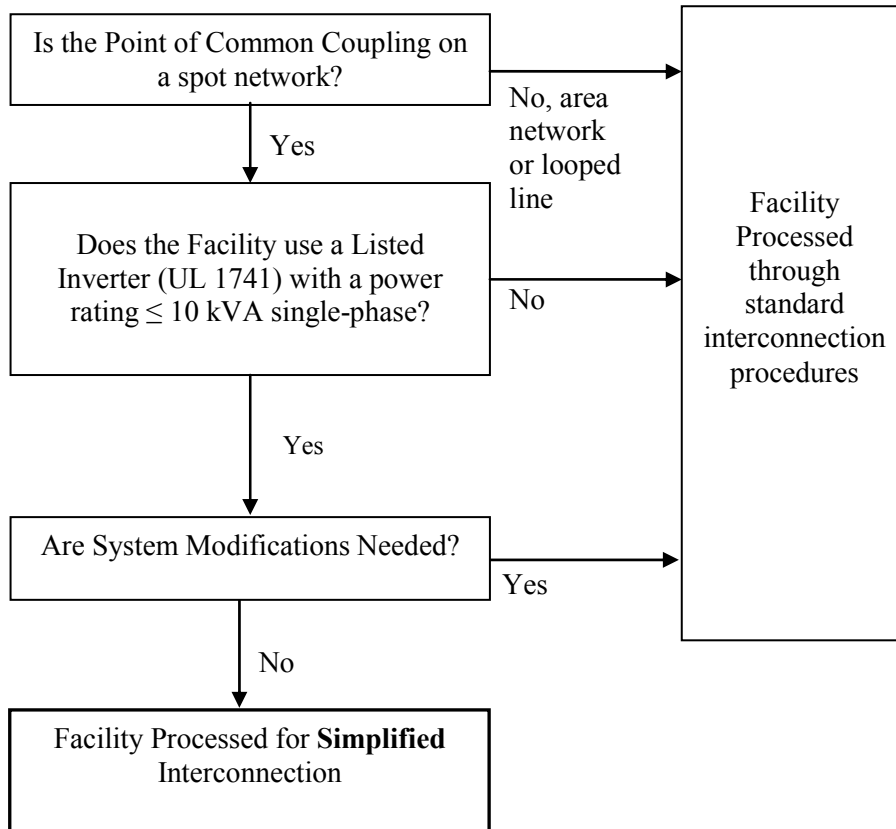 Is the Point of Common Coupling on
a spot network?
No, area
network
or looped
line
Yes
Does the Facility use a Listed
Inverter (UL 1741) with a power
rating ≤ 10 kVA single-phase?
No
Facility
Processed
through
standard
interconnection
procedures
Yes
Are System Modifications Needed?
Yes
No
Facility Processed for Simplified
Interconnection